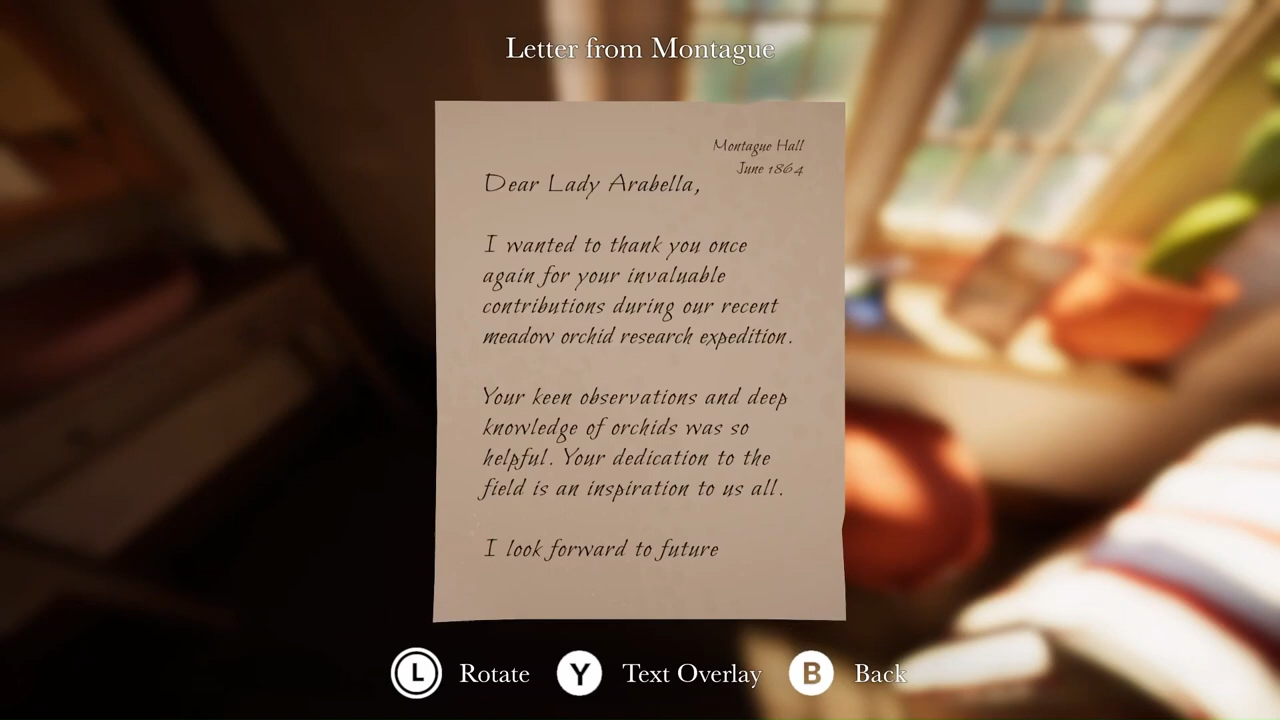 Letter from Montague
Montague Hall
June 1864
Dear Lady Arabella,
I wanted to thank you once
again for your invaluable
contributions during our recent
meadow orchid research expedition.
Your keen observations and deep
knowledge of orchids was so
helpful. Your dedication to the
field is an inspiration to us all.
I look forward to future
L Rotate Y Text Overlay B Back